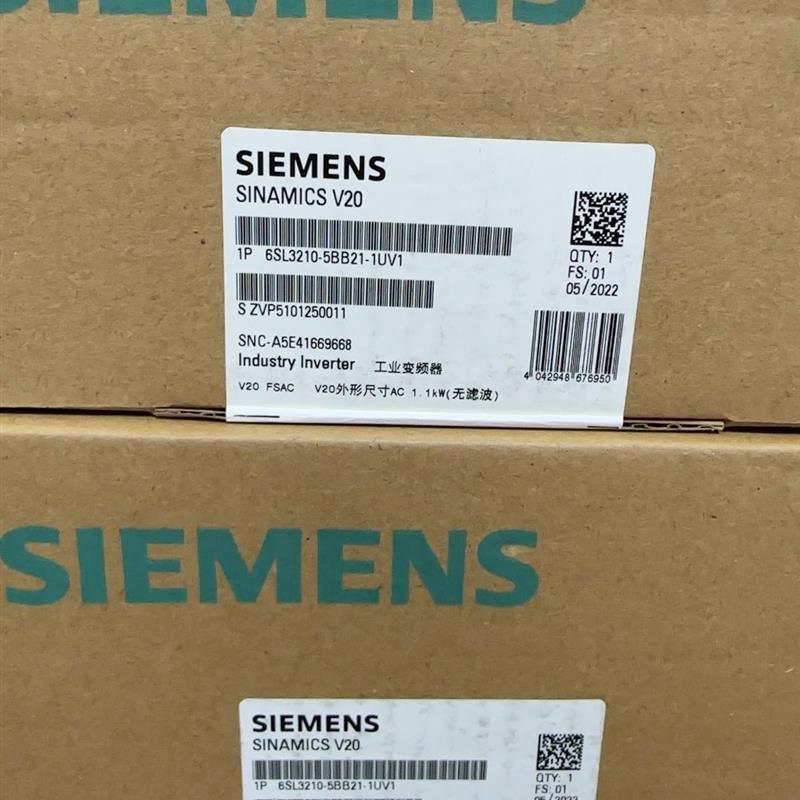 SIEMENS
SIEMENS
SINAMICS V20
1P 6SL3210-5BB21-1UV1
QTY: 1
FS: 01
05/2022
S ZVP5101250011
SNC-A5E41669668
Industry Inverter 工业变频器
4 042948 676950
V20 FSAC V20外形尺寸AC 1.1kW(无滤波)
SIEMENS
SIEMENS
SINAMICS V20
1P 6SL3210-5BB21-1UV1
QTY: 1
FS: 01
05/2022